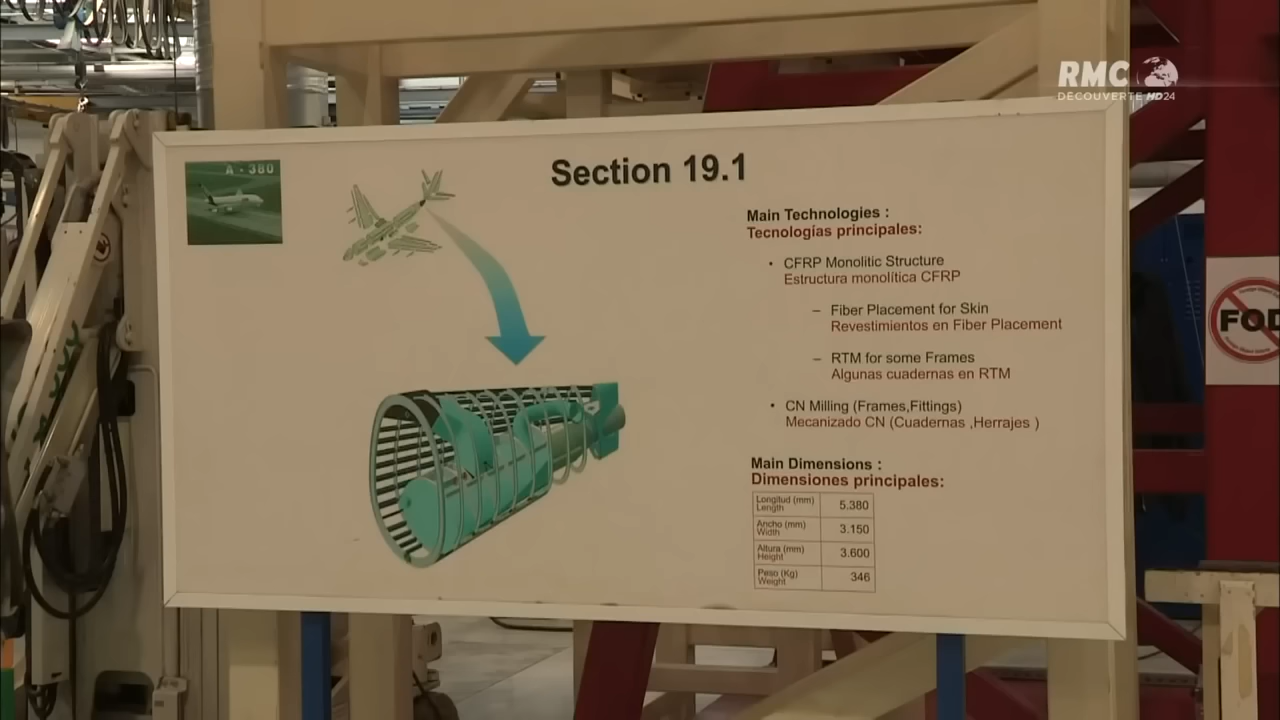 RMC
DÉCOUVERTE HD24
A - 380
Section 19.1
Main Technologies :
Tecnologías principales:
• CFRP Monolitic Structure
Estructura monolítica CFRP
– Fiber Placement for Skin
Revestimientos en Fiber Placement
– RTM for some Frames
Algunas cuadernas en RTM
• CN Milling (Frames,Fittings)
Mecanizado CN (Cuadernas ,Herrajes )
Main Dimensions :
Dimensiones principales:
Longitud (mm) 5.380
Length
Ancho (mm) 3.150
Width
Altura (mm) 3.600
Height
Peso (Kg) 346
Weight
FOD